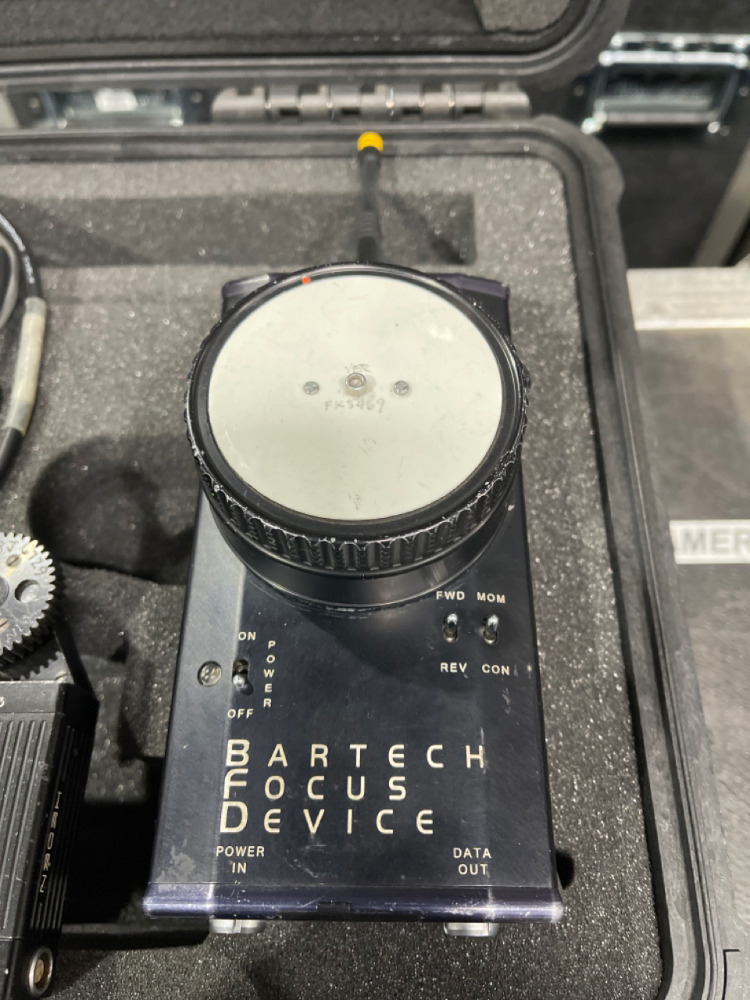 FWD MOM
REV CON
ON
POWER
OFF
BARTECH
FOCUS
DEVICE
POWER
IN
DATA
OUT